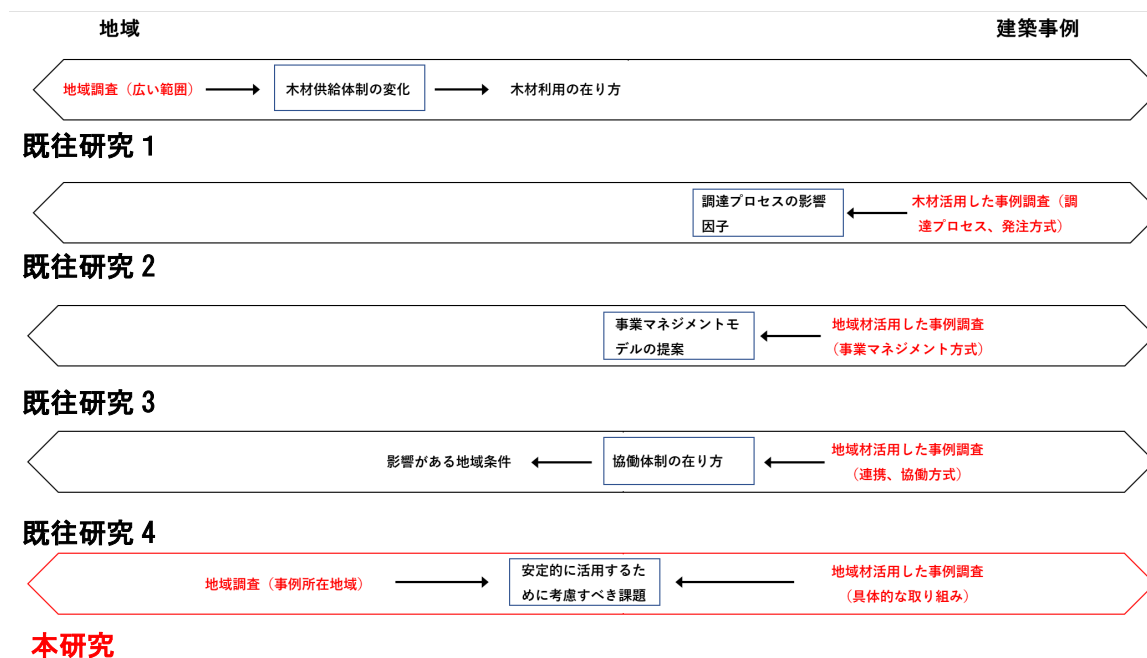 地域
建築事例
地域調査（広い範囲）
木材供給体制の変化
木材利用の在り方
既往研究１
調達プロセスの影響
因子
木材活用した事例調査（調
達プロセス、発注方式）
既往研究２
事業マネジメントモ
デルの提案
地域材活用した事例調査
（事業マネジメント方式）
既往研究３
影響がある地域条件
協働体制の在り方
地域材活用した事例調査
（連携、協働方式）
既往研究４
地域調査（事例所在地域）
安定的に活用するた
めに考慮すべき課題
地域材活用した事例調査
（具体的な取り組み）
本研究